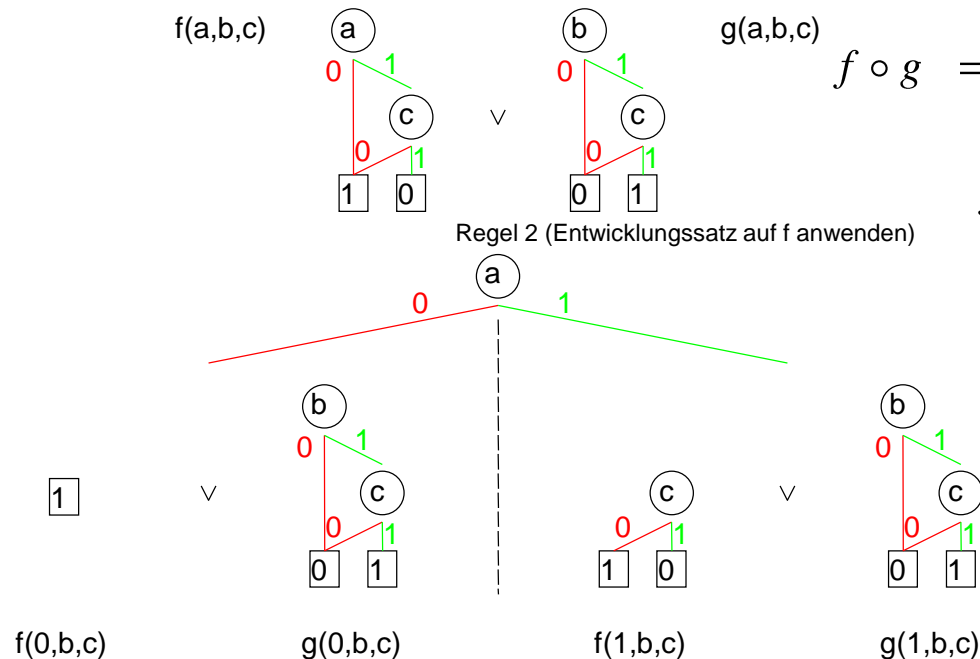 f(a,b,c) a b g(a,b,c)
0 1 0 1 f ∘ g =
c ∨ c
0 1 0 1
1 0 0 1
Regel 2 (Entwicklungssatz auf f anwenden)
a
0 1
b b
0 1 0 1
1 ∨ c c ∨ c
0 1 0 1 0 1
0 1 1 0 0 1
f(0,b,c) g(0,b,c) f(1,b,c) g(1,b,c)